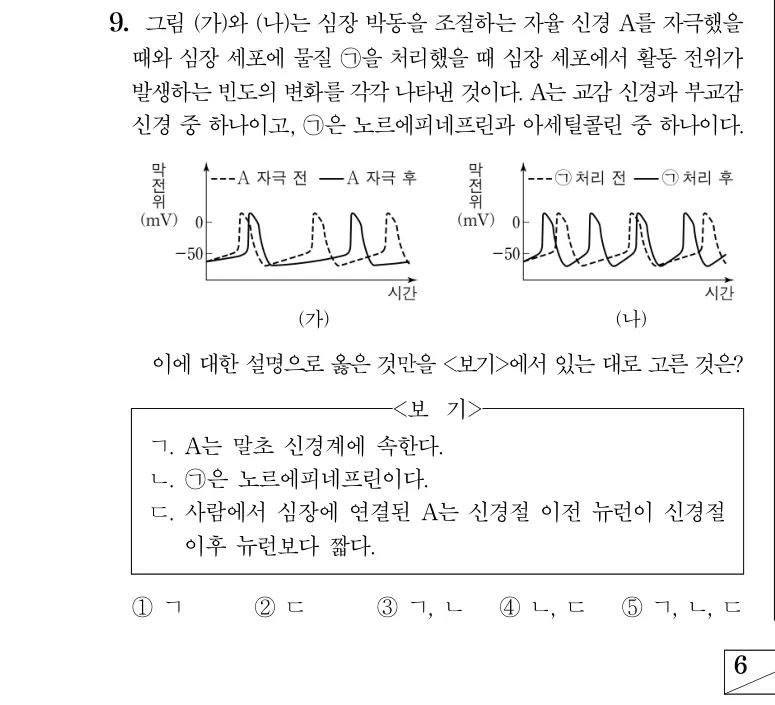 9. 그림 (가)와 (나)는 심장 박동을 조절하는 자율 신경 A를 자극했을
때와 심장 세포에 물질 ㉠을 처리했을 때 심장 세포에서 활동 전위가
발생하는 빈도의 변화를 각각 나타낸 것이다. A는 교감 신경과 부교감
신경 중 하나이고, ㉠은 노르에피네프린과 아세틸콜린 중 하나이다.
막전위(mV)
A 자극 전 A 자극 후
0
-50
시간
(가)
막전위(mV)
㉠ 처리 전 ㉠ 처리 후
0
-50
시간
(나)
이에 대한 설명으로 옳은 것만을 <보기>에서 있는 대로 고른 것은?
<보 기>
ㄱ. A는 말초 신경계에 속한다.
ㄴ. ㉠은 노르에피네프린이다.
ㄷ. 사람에서 심장에 연결된 A는 신경절 이전 뉴런이 신경절
이후 뉴런보다 짧다.
① ㄱ ② ㄷ ③ ㄱ, ㄴ ④ ㄴ, ㄷ ⑤ ㄱ, ㄴ, ㄷ
6